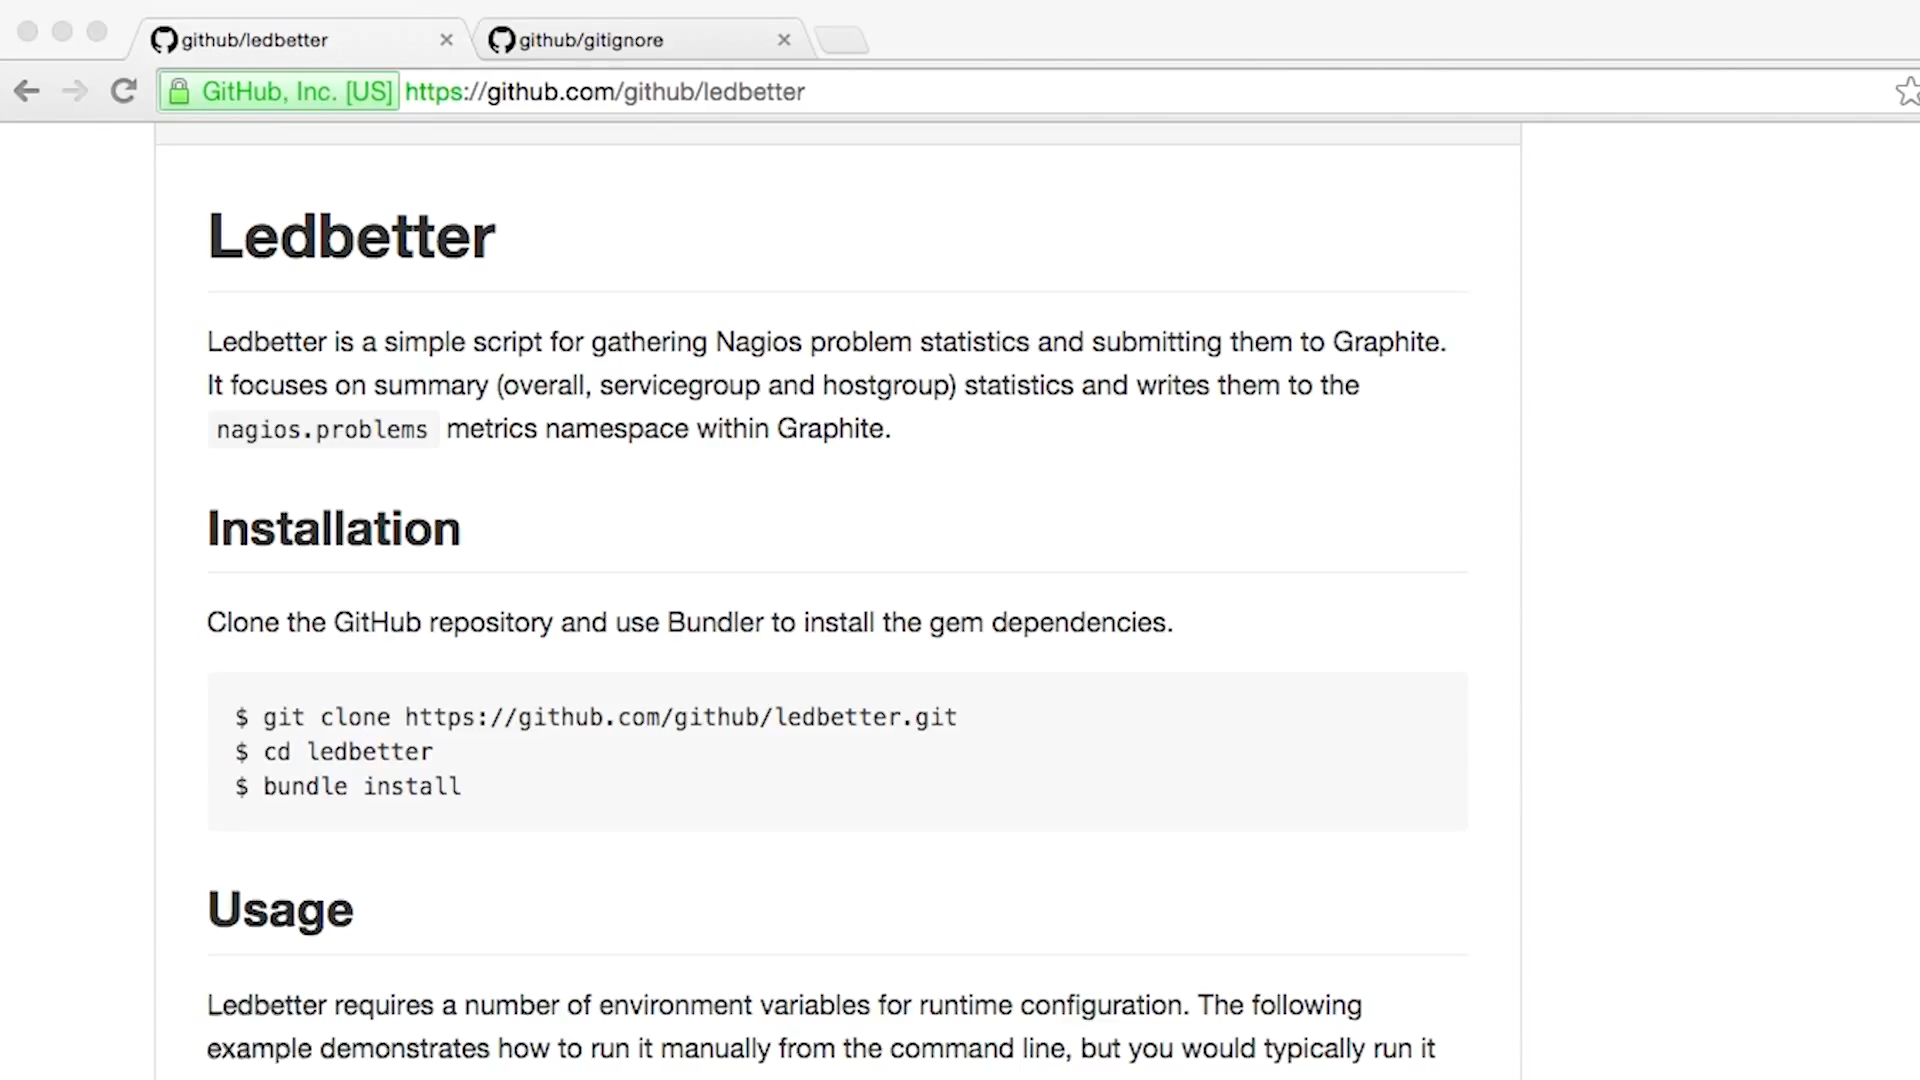 github/ledbetter
github/gitignore
GitHub, Inc. [US] https://github.com/github/ledbetter
Ledbetter
Ledbetter is a simple script for gathering Nagios problem statistics and submitting them to Graphite.
It focuses on summary (overall, servicegroup and hostgroup) statistics and writes them to the
nagios.problems metrics namespace within Graphite.
Installation
Clone the GitHub repository and use Bundler to install the gem dependencies.
$ git clone https://github.com/github/ledbetter.git
$ cd ledbetter
$ bundle install
Usage
Ledbetter requires a number of environment variables for runtime configuration. The following
example demonstrates how to run it manually from the command line, but you would typically run it